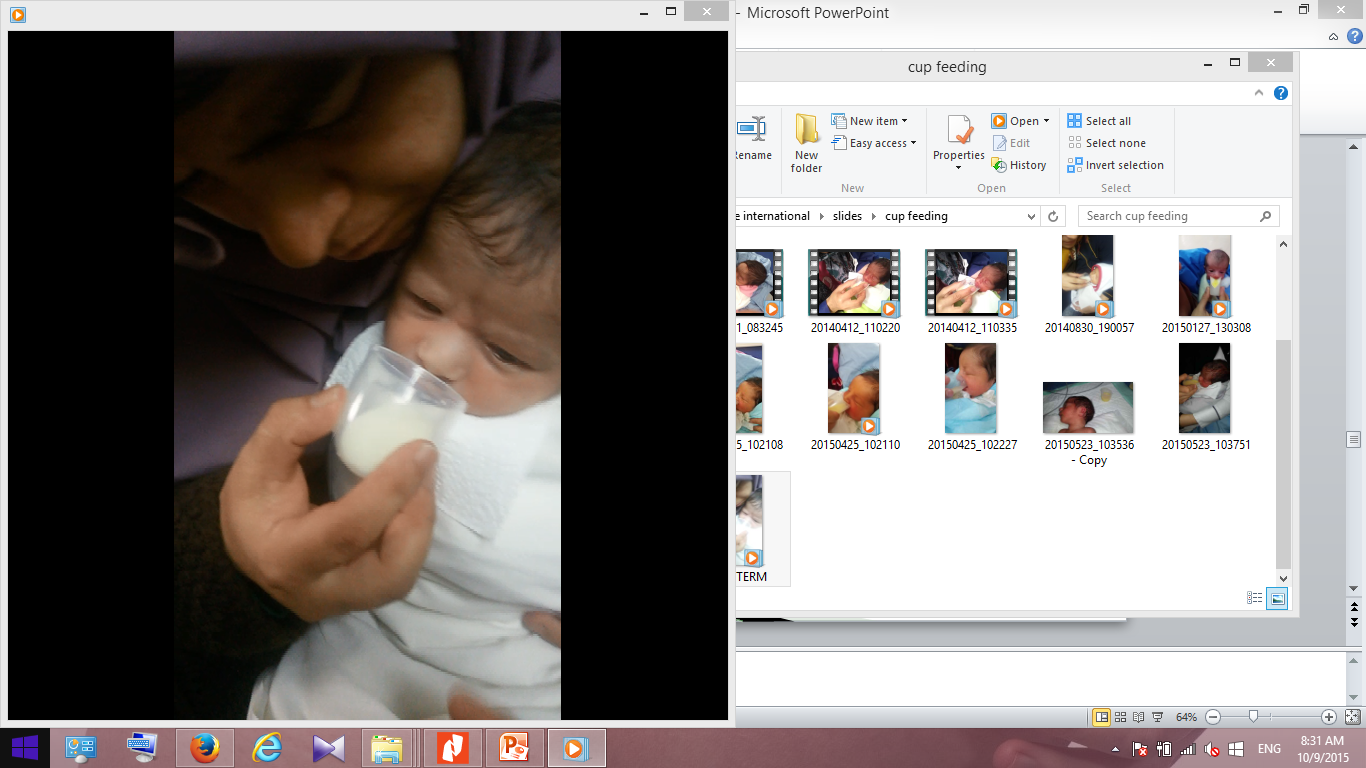 - Microsoft PowerPoint
cup feeding
Rename
New folder
New item
Easy access
New
Properties
Open
Edit
History
Open
Select all
Select none
Invert selection
Select
e international
slides
cup feeding
Search cup feeding
1_083245
20140412_110220
20140412_110335
20140830_190057
20150127_130308
5_102108
20150425_102110
20150425_102227
20150523_103536 - Copy
20150523_103751
TERM
64%
ENG
8:31 AM
10/9/2015